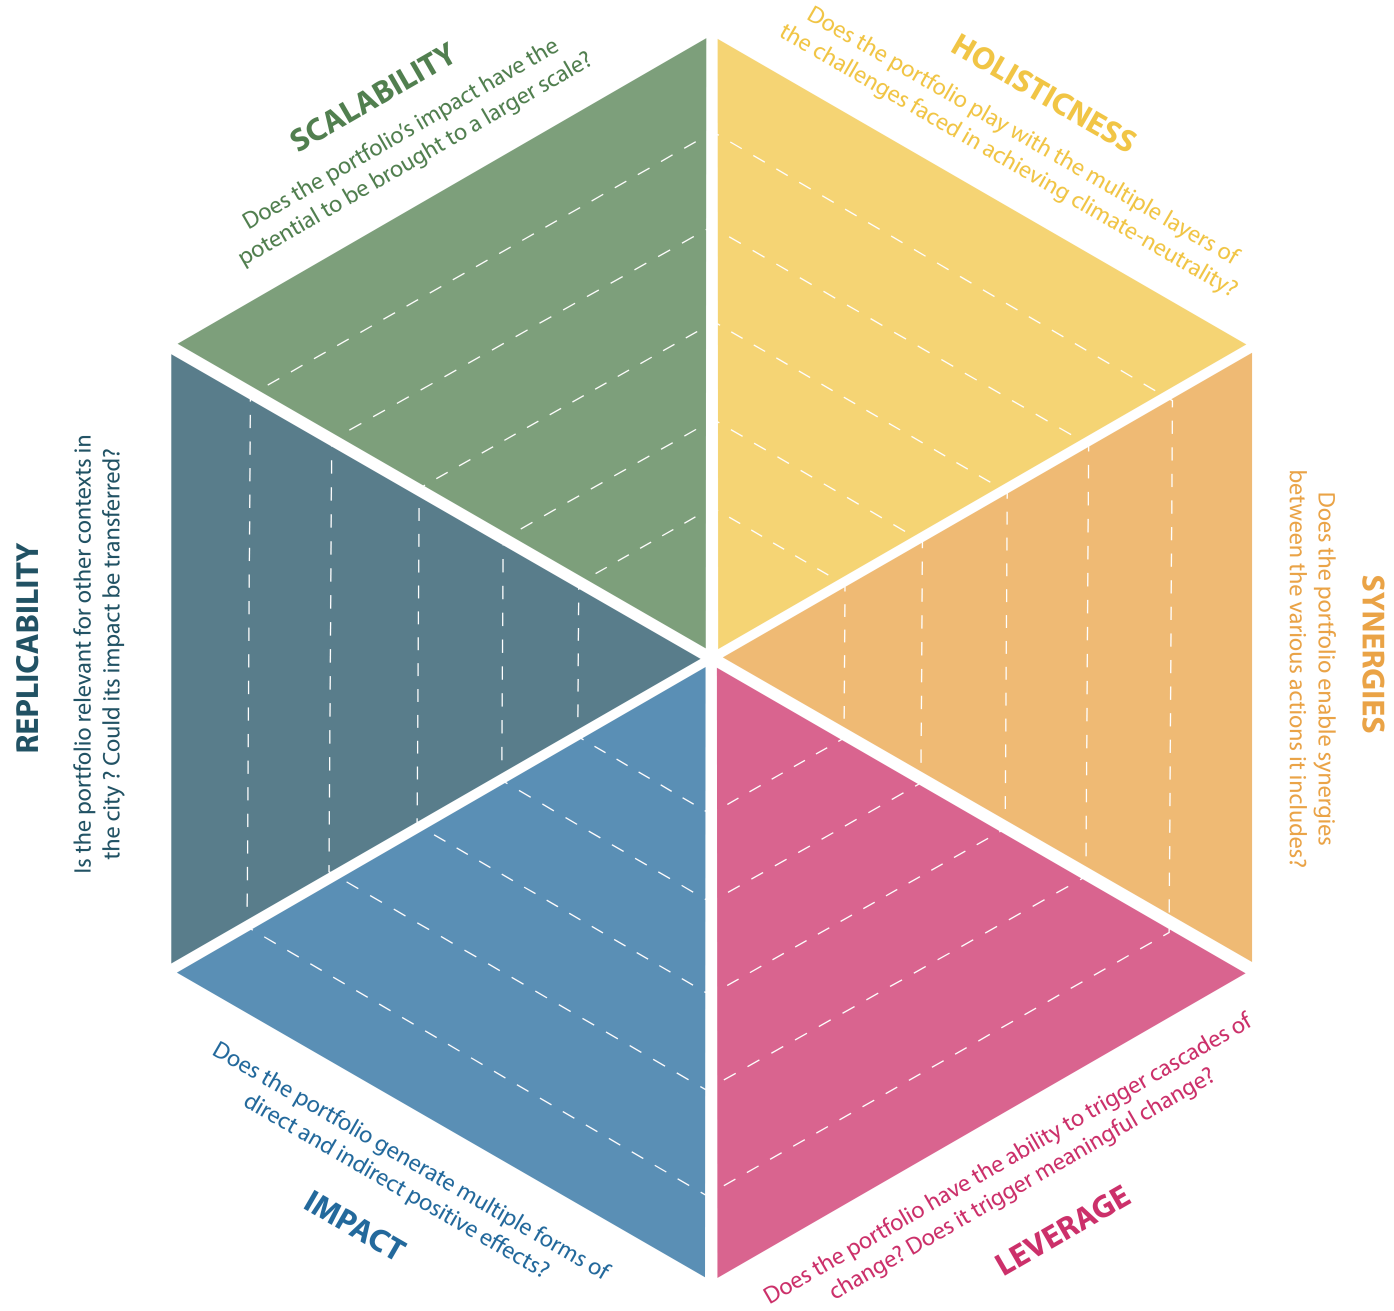 SCALABILITY
Does the portfolio's impact have the
potential to be brought to a larger scale?
HOLISTICNESS
Does the portfolio play with the multiple layers of
the challenges faced in achieving climate-neutrality?
SYNERGIES
Does the portfolio enable synergies
between the various actions it includes?
Does the portfolio have the ability to trigger cascades of
change? Does it trigger meaningful change?
LEVERAGE
Does the portfolio generate multiple forms of
direct and indirect positive effects?
IMPACT
REPLICABILITY
Is the portfolio relevant for other contexts in
the city ? Could its impact be transferred?